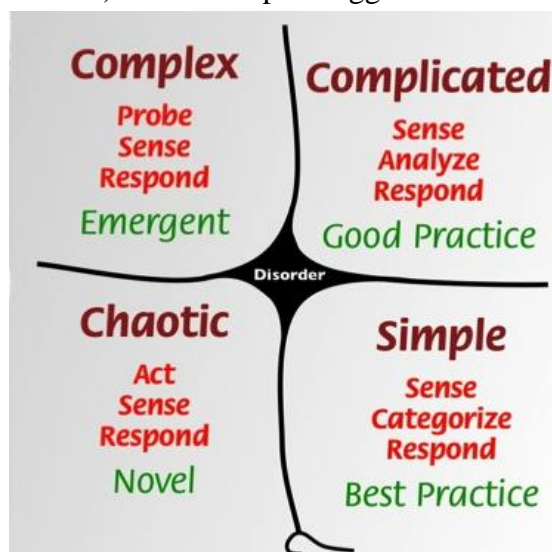 Complex
Probe
Sense
Respond
Emergent
Complicated
Sense
Analyze
Respond
Good Practice
Disorder
Chaotic
Act
Sense
Respond
Novel
Simple
Sense
Categorize
Respond
Best Practice